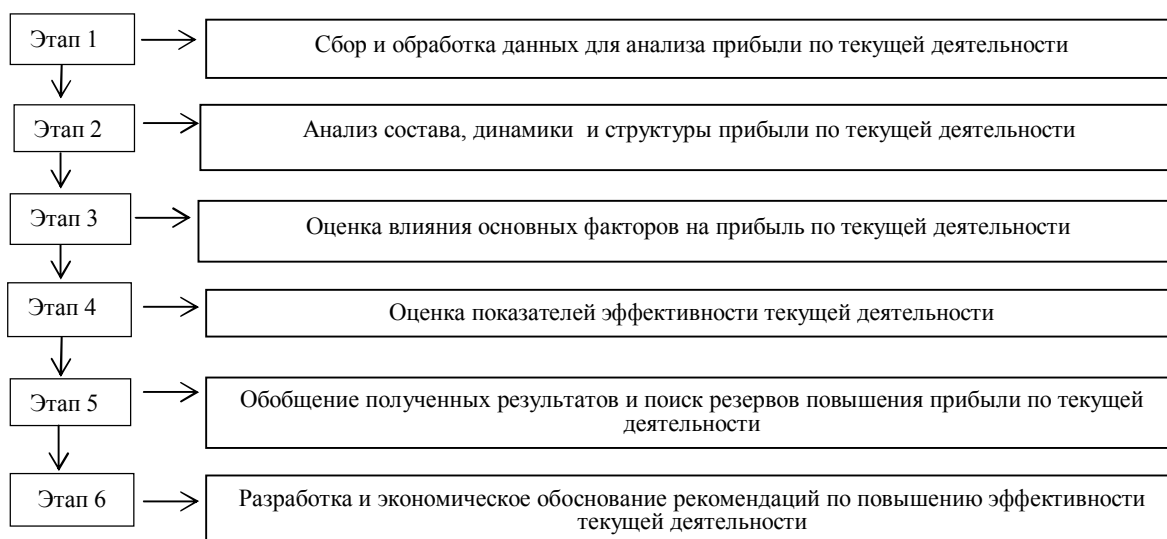 Этап 1
Сбор и обработка данных для анализа прибыли по текущей деятельности
Этап 2
Анализ состава, динамики и структуры прибыли по текущей деятельности
Этап 3
Оценка влияния основных факторов на прибыль по текущей деятельности
Этап 4
Оценка показателей эффективности текущей деятельности
Этап 5
Обобщение полученных результатов и поиск резервов повышения прибыли по текущей
деятельности
Этап 6
Разработка и экономическое обоснование рекомендаций по повышению эффективности
текущей деятельности